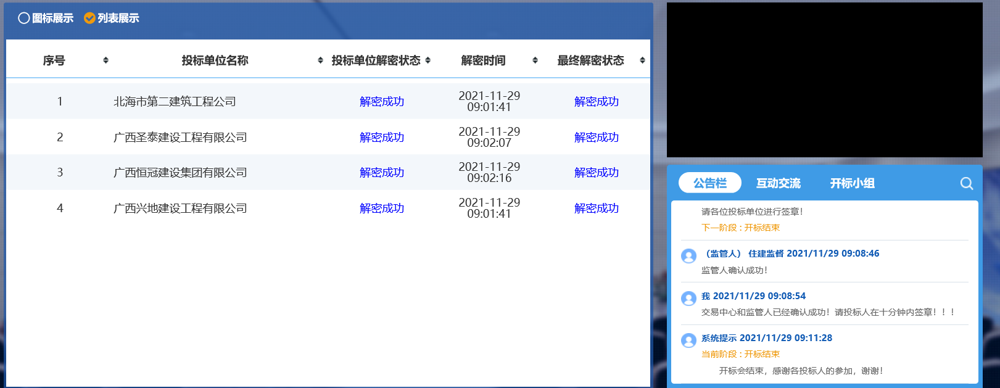 图标展示 列表展示
序号 投标单位名称 投标单位解密状态 解密时间 最终解密状态
1 北海市第二建筑工程公司 解密成功 2021-11-29 09:01:41 解密成功
2 广西圣泰建设工程有限公司 解密成功 2021-11-29 09:02:07 解密成功
3 广西恒冠建设集团有限公司 解密成功 2021-11-29 09:02:16 解密成功
4 广西兴地建设工程有限公司 解密成功 2021-11-29 09:01:41 解密成功
公告栏 互动交流 开标小组
请各位投标单位进行签章！
下一阶段：开标结束
（监管人） 住建监督 2021/11/29 09:08:46
监管人确认成功！
我 2021/11/29 09:08:54
交易中心和监管人已经确认成功！请投标人在十分钟内签章！！！
系统提示 2021/11/29 09:11:28
当前阶段：开标结束
开标会结束，感谢各投标人的参加，谢谢！